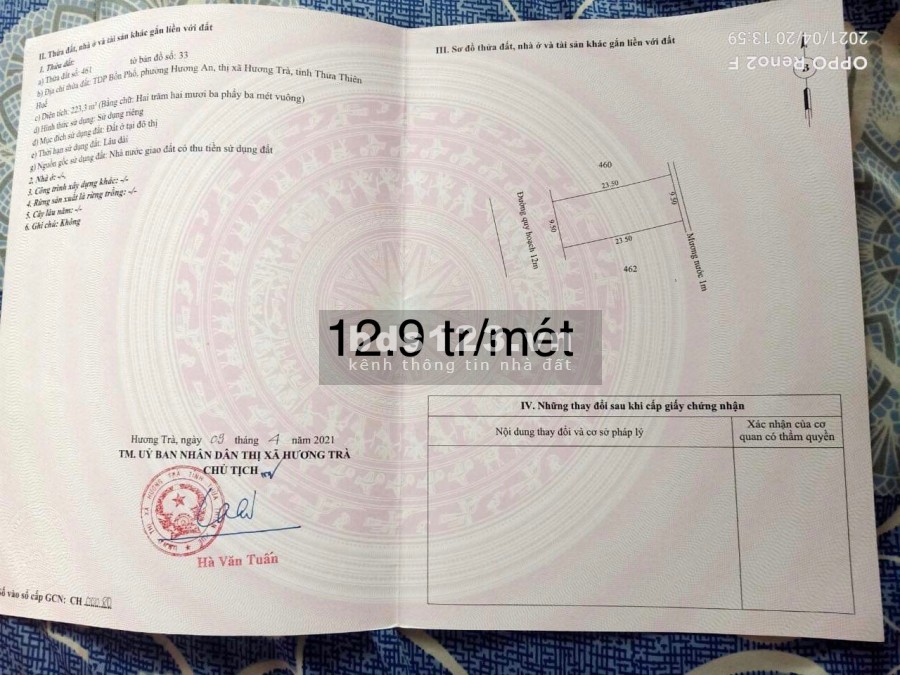 II. Thửa đất, nhà ở và tài sản khác gắn liền với đất
1. Thửa đất:
a) Thửa đất số: 461 tờ bản đồ số: 33
b) Địa chỉ thửa đất: TDP Bồn Phổ, phường Hương An, thị xã Hương Trà, tỉnh Thừa Thiên
Huế
c) Diện tích: 223,3 m² (Bằng chữ: Hai trăm hai mươi ba phẩy ba mét vuông)
d) Hình thức sử dụng: Sử dụng riêng
đ) Mục đích sử dụng đất: Đất ở tại đô thị
e) Thời hạn sử dụng đất: Lâu dài
g) Nguồn gốc sử dụng đất: Nhà nước giao đất có thu tiền sử dụng đất
2. Nhà ở: -/-
3. Công trình xây dựng khác: -/-
4. Rừng sản xuất là rừng trồng: -/-
5. Cây lâu năm: -/-
6. Ghi chú: Không
Hương Trà, ngày 09 tháng 4 năm 2021
TM. UỶ BAN NHÂN DÂN THỊ XÃ HƯƠNG TRÀ
CHỦ TỊCH
Hà Văn Tuấn
Số vào sổ cấp GCN: CH
III. Sơ đồ thửa đất, nhà ở và tài sản khác gắn liền với đất
B
460
23.50
9.50
9.50
23.50
462
Đường quy hoạch 12m
Mương nước 1m
12.9 tr/mét
bds123.vn
kênh thông tin nhà đất
IV. Những thay đổi sau khi cấp giấy chứng nhận
Nội dung thay đổi và cơ sở pháp lý
Xác nhận của cơ
quan có thẩm quyền
2021/04/20 13:59
OPPO Reno2 F